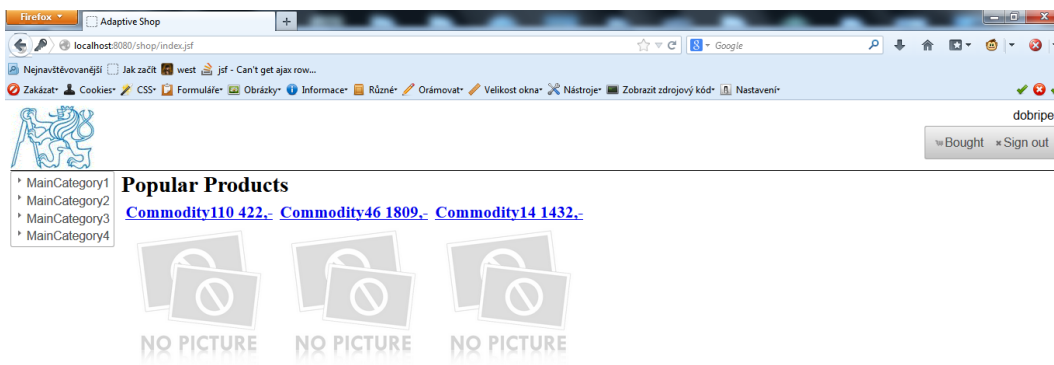 Firefox
Adaptive Shop
localhost:8080/shop/index.jsf
Google
Nejnavštěvovanější Jak začít west jsf - Can't get ajax row...
Zakázat Cookies CSS Formuláře Obrázky Informace Různé Orámovat Velikost okna Nástroje Zobrazit zdrojový kód Nastavení
dobripe
Bought Sign out
MainCategory1
MainCategory2
MainCategory3
MainCategory4
Popular Products
Commodity110 422,- Commodity46 1809,- Commodity14 1432,-
NO PICTURE NO PICTURE NO PICTURE